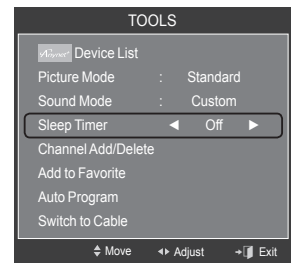 TOOLS
Anynet+ Device List
Picture Mode : Standard
Sound Mode : Custom
Sleep Timer ◄ Off ►
Channel Add/Delete
Add to Favorite
Auto Program
Switch to Cable
Move Adjust Exit